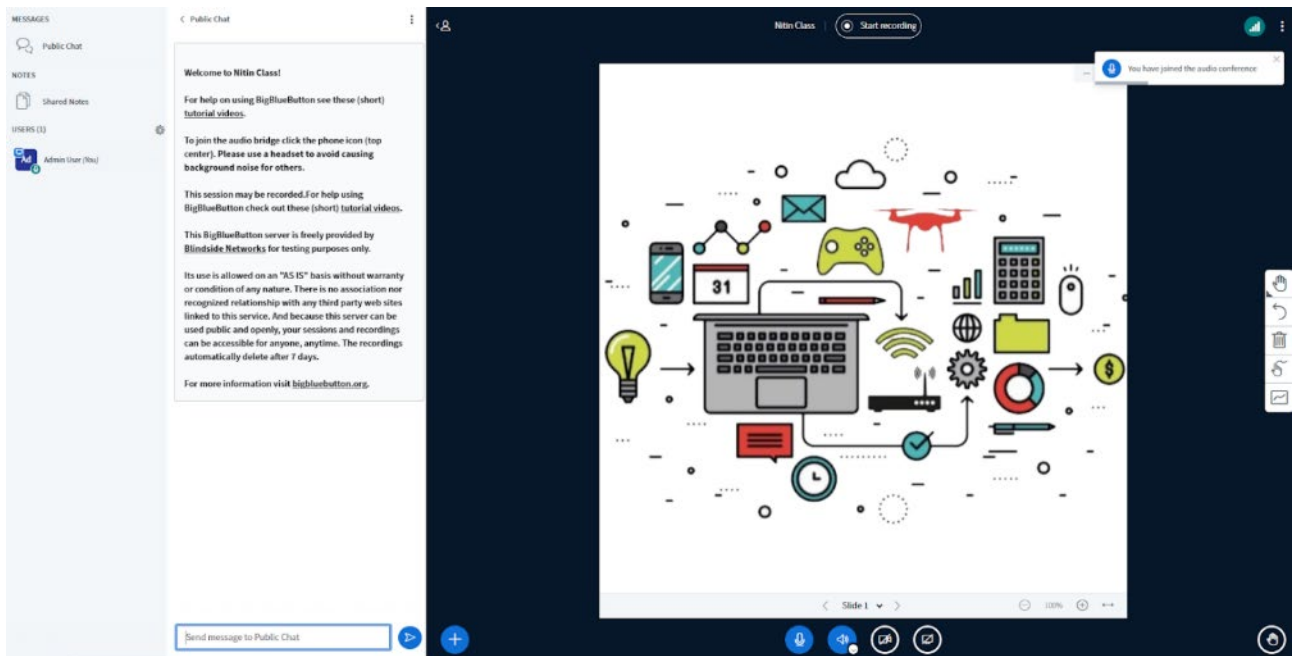 MESSAGES
Public Chat
NOTES
Shared Notes
USERS (1)
Ad
Admin User (You)
Public Chat
Welcome to Nitin Class!
For help on using BigBlueButton see these (short)
tutorial videos.
To join the audio bridge click the phone icon (top
center). Please use a headset to avoid causing
background noise for others.
This session may be recorded.For help using
BigBlueButton check out these (short) tutorial videos.
This BigBlueButton server is freely provided by
Blindside Networks for testing purposes only.
Its use is allowed on an "AS IS" basis without warranty
or condition of any nature. There is no association nor
recognized relationship with any third party web sites
linked to this service. And because this server can be
used public and openly, your sessions and recordings
can be accessible for anyone, anytime. The recordings
automatically delete after 7 days.
For more information visit bigbluebutton.org.
Send message to Public Chat
Nitin Class
Start recording
You have joined the audio conference
31
$
Slide 1
100%